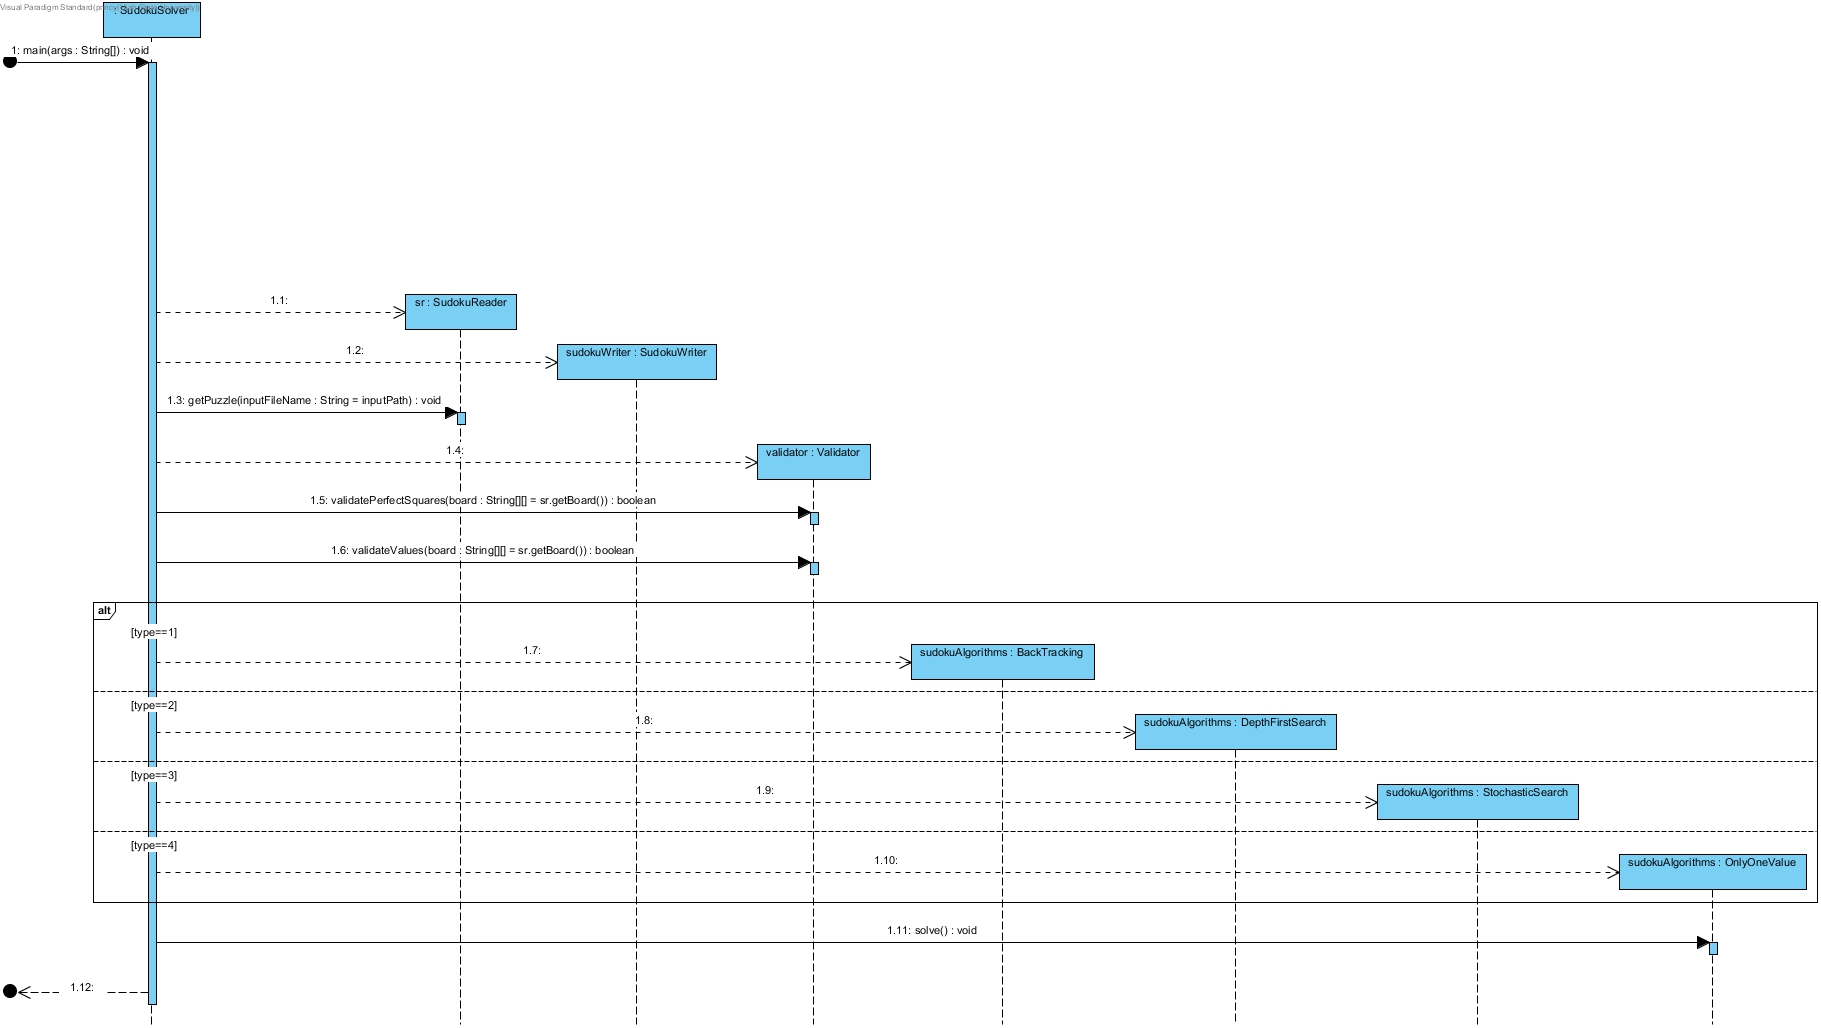 Visual Paradigm Standard
: SudokuSolver
1: main(args : String[]) : void
1.1:
sr : SudokuReader
1.2:
sudokuWriter : SudokuWriter
1.3: getPuzzle(inputFileName : String = inputPath) : void
1.4:
validator : Validator
1.5: validatePerfectSquares(board : String[][] = sr.getBoard()) : boolean
1.6: validateValues(board : String[][] = sr.getBoard()) : boolean
alt
[type==1]
1.7:
sudokuAlgorithms : BackTracking
[type==2]
1.8:
sudokuAlgorithms : DepthFirstSearch
[type==3]
1.9:
sudokuAlgorithms : StochasticSearch
[type==4]
1.10:
sudokuAlgorithms : OnlyOneValue
1.11: solve() : void
1.12: